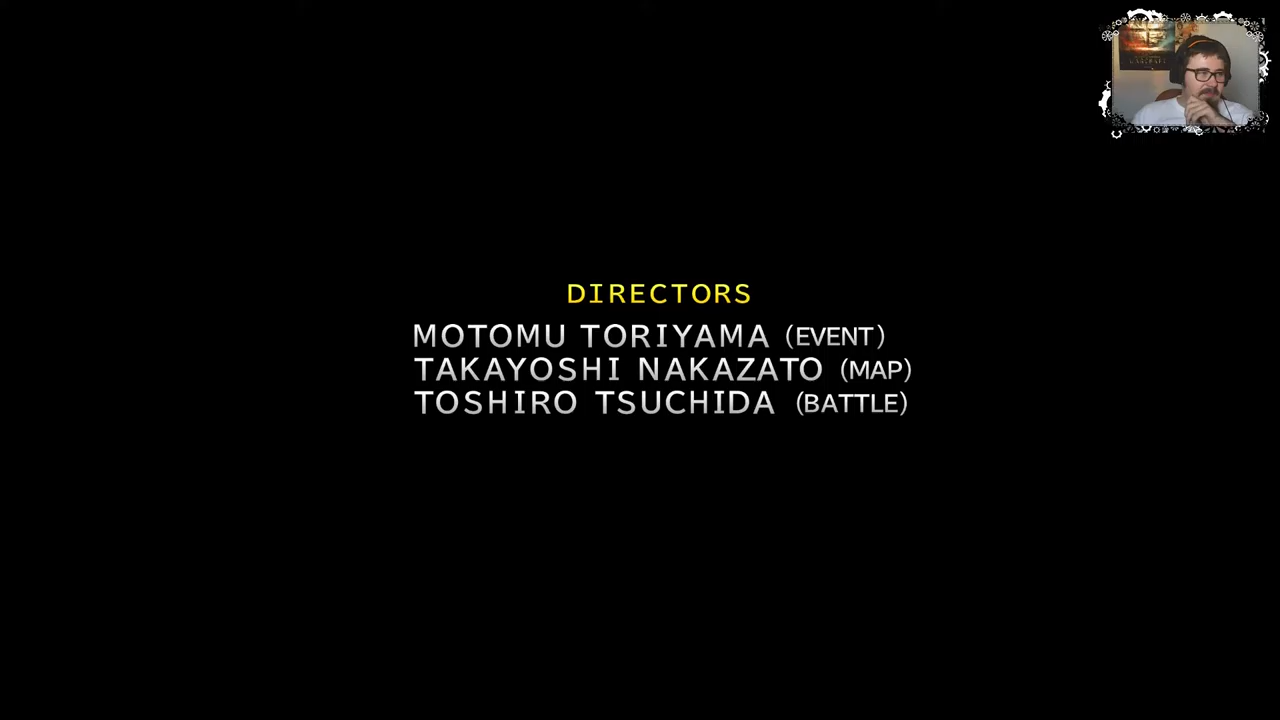 DIRECTORS
MOTOMU TORIYAMA (EVENT)
TAKAYOSHI NAKAZATO (MAP)
TOSHIRO TSUCHIDA (BATTLE)